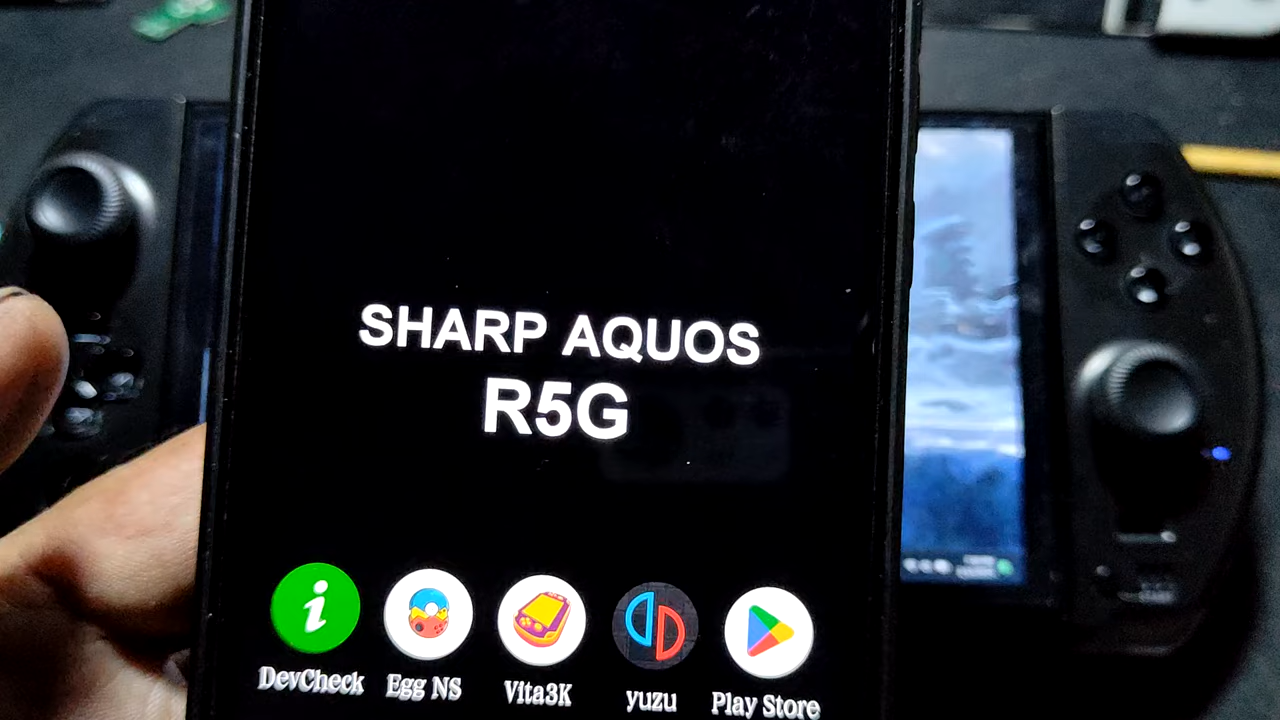 SHARP AQUOS
R5G
DevCheck
Egg NS
Vita3K
yuzu
Play Store